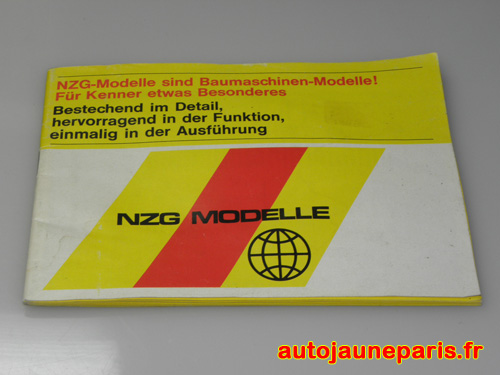 NZG-Modelle sind Baumaschinen-Modelle!
Für Kenner etwas Besonderes
Bestechend im Detail,
hervorragend in der Funktion,
einmalig in der Ausführung
NZG MODELLE
autojauneparis.fr